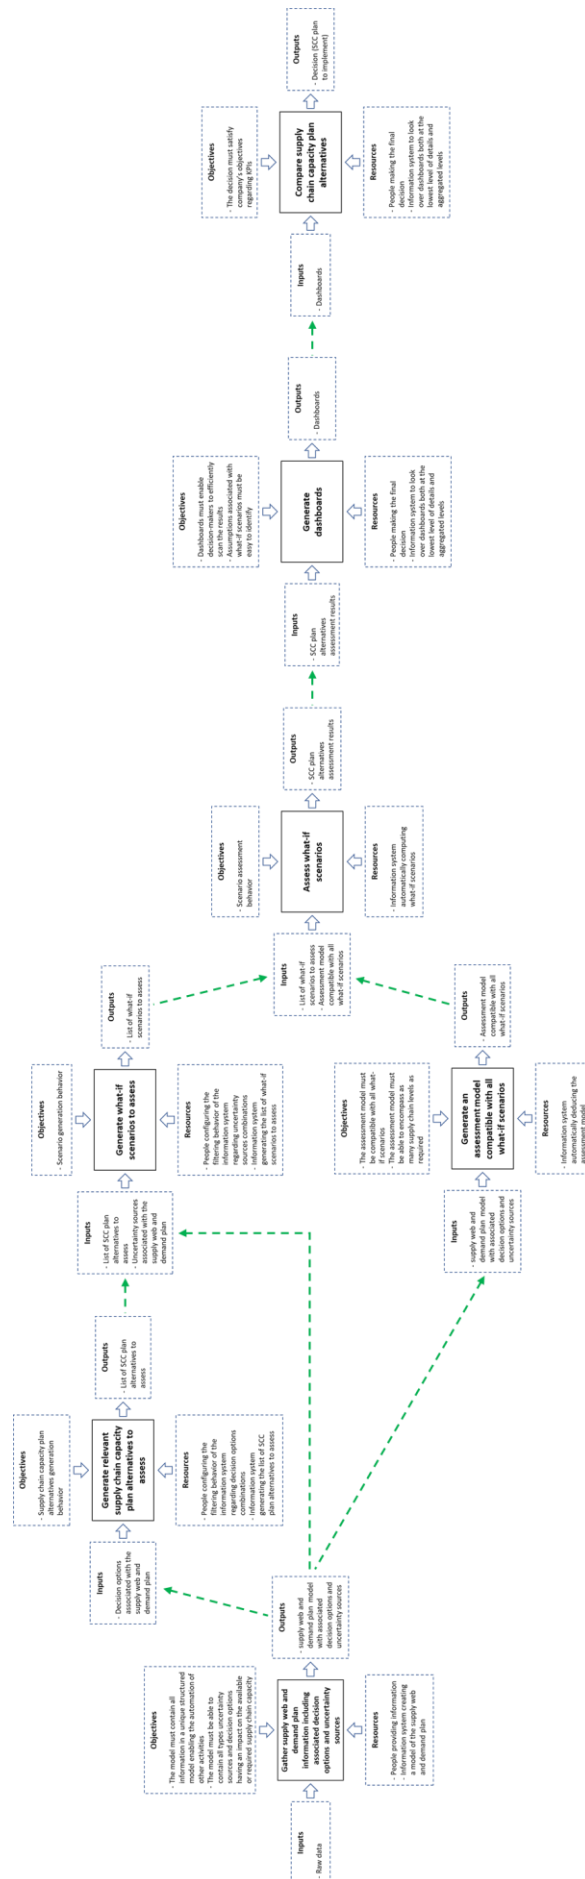 Inputs
- Raw data
Objectives
- The model must contain all
information in a unique structured
model enabling the automation of
other activities
- The model must be able to
contain all types uncertainty
sources and decision options
having an impact on the available
or required supply chain capacity
Gather supply web and
demand plan
information including
associated decision
options and uncertainty
sources
Resources
- People providing information
- Information system creating
a model of the supply web
and demand plan
Outputs
- supply web and
demand plan model
with associated
decision options and
uncertainty sources
Inputs
- Decision options
associated with the
supply web and
demand plan
Objectives
- Supply chain capacity plan
alternatives generation
behavior
Generate relevant
supply chain capacity
plan alternatives to
assess
Resources
- People configuring the
filtering behavior of the
information system
regarding decision options
combinations
- Information system
generating the list of SCC
plan alternatives to assess
Outputs
- List of SCC plan
alternatives to
assess
Inputs
- List of SCC plan
alternatives to
assess
- Uncertainty sources
associated with the
supply web and
demand plan
Objectives
- Scenario generation behavior
Generate what-if
scenarios to assess
Resources
- People configuring the
filtering behavior of the
information system
regarding uncertainty
sources combinations
- Information system
generating the list of what-if
scenarios to assess
Outputs
- List of what-if
scenarios to assess
Inputs
- supply web and
demand plan model
with associated
decision options and
uncertainty sources
Objectives
- The assessment model must
be compatible with all what-
if scenarios
- The assessment model must
be able to encompass as
many supply chain levels as
required
Generate an
assessment model
compatible with all
what-if scenarios
Resources
- Information system
automatically deducing the
assessment model
Outputs
- Assessment model
compatible with all
what-if scenarios
Inputs
- List of what-if
scenarios to assess
- Assessment model
compatible with all
what-if scenarios
Objectives
- Scenario assessment
behavior
Assess what-if
scenarios
Resources
- Information system
automatically computing
what-if scenarios
Outputs
- SCC plan
alternatives
assessment results
Inputs
- SCC plan
alternatives
assessment results
Objectives
- Dashboards must enable
decision-makers to efficiently
scan the results
- Assumptions associated with
what-if scenarios must be
easy to identify
Generate
dashboards
Resources
- People making the final
decision
- Information system to look
over dashboards both at the
lowest level of details and
aggregated levels
Outputs
- Dashboards
Inputs
- Dashboards
Objectives
- The decision must satisfy
company's objectives
regarding KPIs
Compare supply
chain capacity plan
alternatives
Resources
- People making the final
decision
- Information system to look
over dashboards both at the
lowest level of details and
aggregated levels
Outputs
- Decision (SCC plan
to implement)